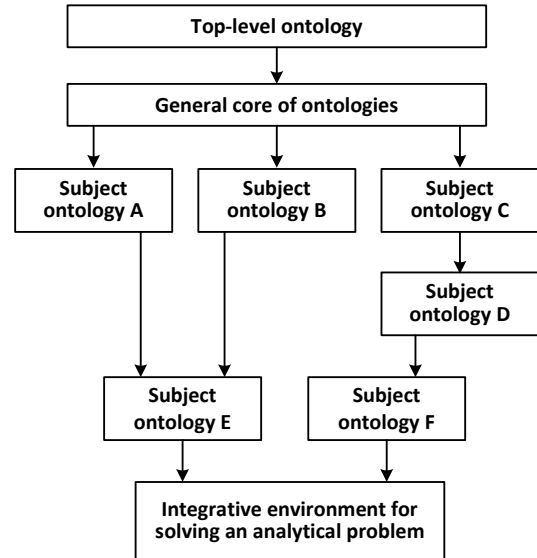 Top-level ontology
General core of ontologies
Subject
ontology A
Subject
ontology B
Subject
ontology C
Subject
ontology D
Subject
ontology E
Subject
ontology F
Integrative environment for
solving an analytical problem